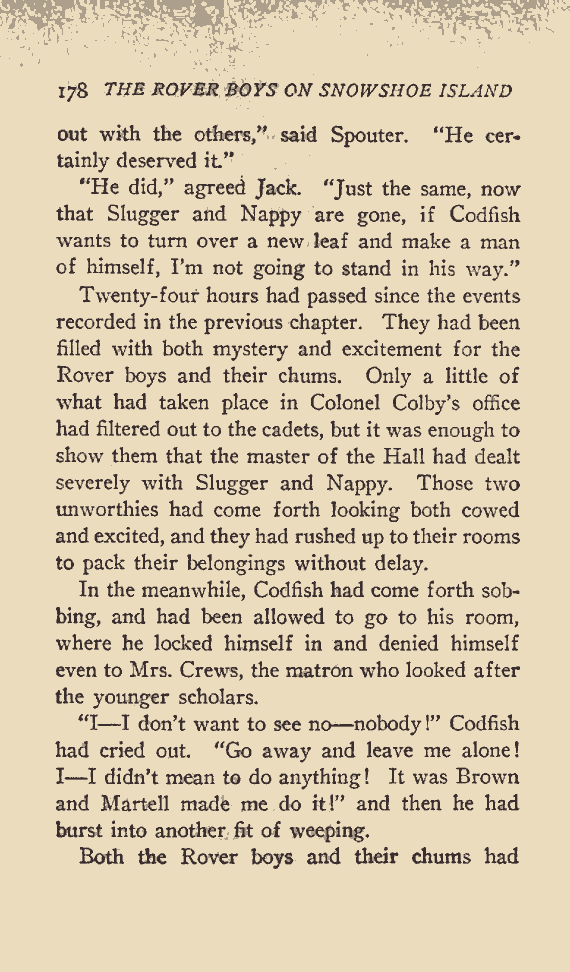 178 THE ROVER BOYS ON SNOWSHOE ISLAND
out with the others," said Spouter. "He cer-
tainly deserved it."
"He did," agreed Jack. "Just the same, now
that Slugger and Nappy are gone, if Codfish
wants to turn over a new leaf and make a man
of himself, I'm not going to stand in his way."
Twenty-four hours had passed since the events
recorded in the previous chapter. They had been
filled with both mystery and excitement for the
Rover boys and their chums. Only a little of
what had taken place in Colonel Colby's office
had filtered out to the cadets, but it was enough to
show them that the master of the Hall had dealt
severely with Slugger and Nappy. Those two
unworthies had come forth looking both cowed
and excited, and they had rushed up to their rooms
to pack their belongings without delay.
In the meanwhile, Codfish had come forth sob-
bing, and had been allowed to go to his room,
where he locked himself in and denied himself
even to Mrs. Crews, the matron who looked after
the younger scholars.
"I—I don't want to see no—nobody!" Codfish
had cried out. "Go away and leave me alone!
I—I didn't mean to do anything! It was Brown
and Martell made me do it!" and then he had
burst into another fit of weeping.
Both the Rover boys and their chums had